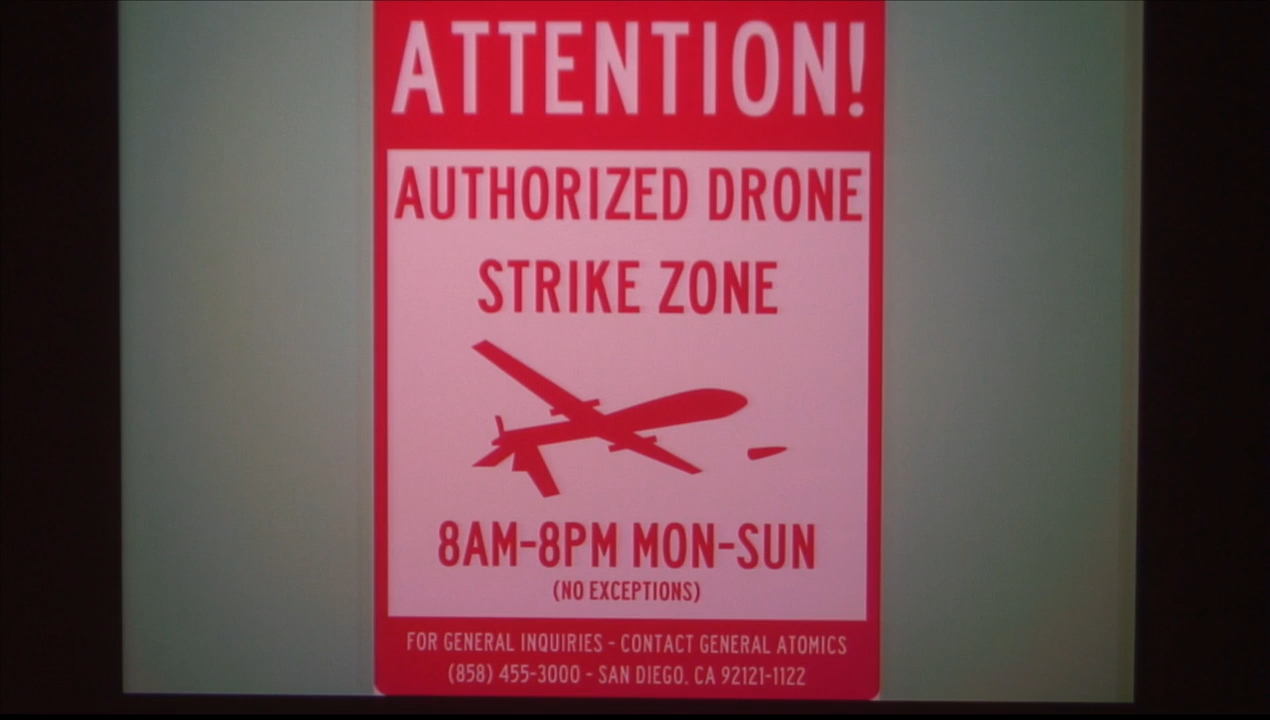 ATTENTION!
AUTHORIZED DRONE
STRIKE ZONE
8AM-8PM MON-SUN
(NO EXCEPTIONS)
FOR GENERAL INQUIRIES - CONTACT GENERAL ATOMICS
(858) 455-3000 - SAN DIEGO. CA 92121-1122